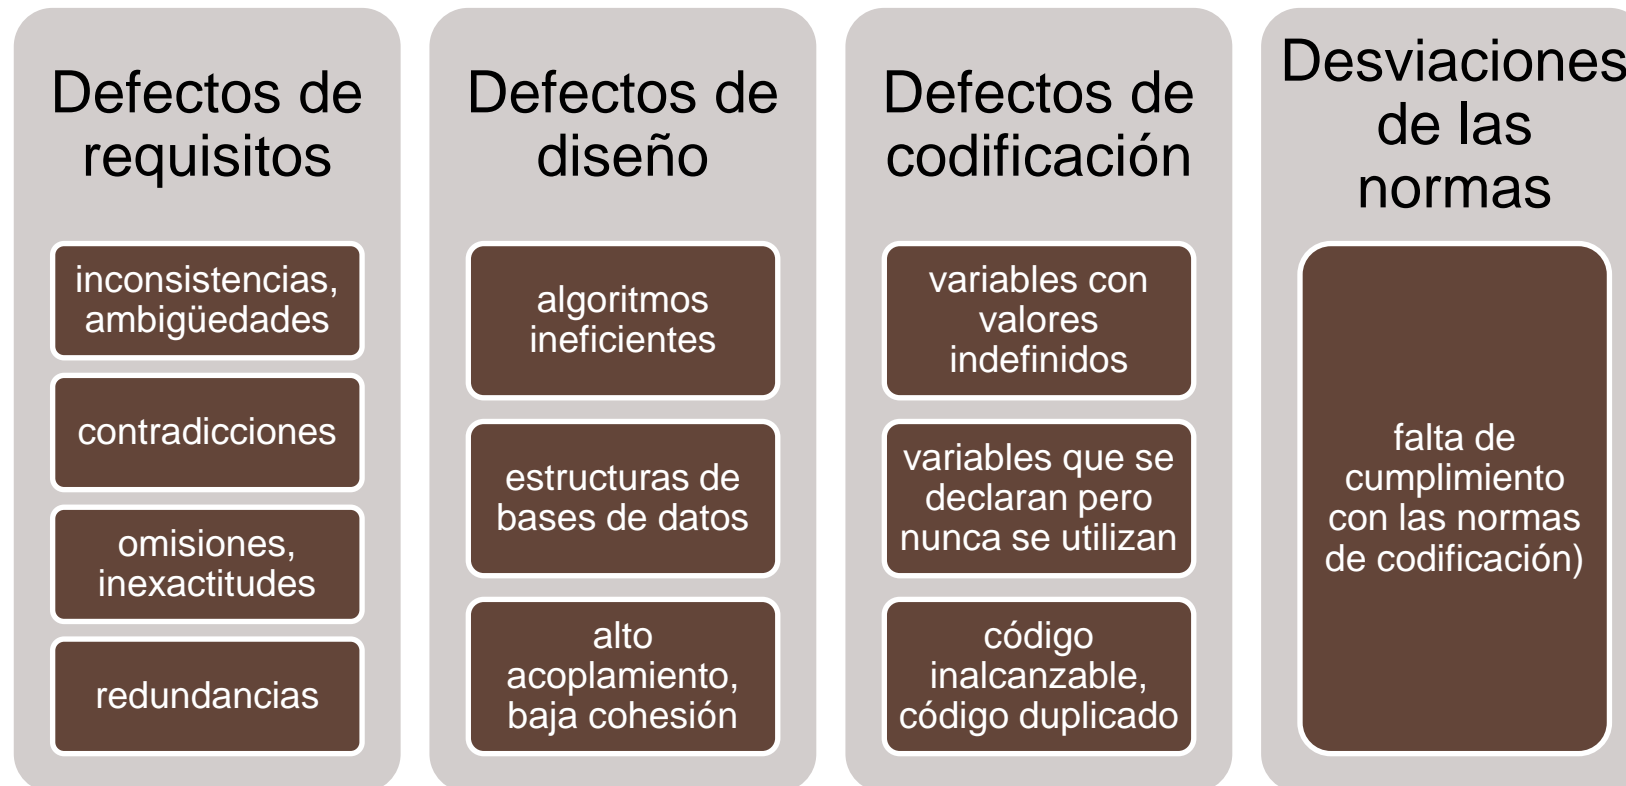 Defectos de
requisitos
inconsistencias,
ambigüedades
contradicciones
omisiones,
inexactitudes
redundancias
Defectos de
diseño
algoritmos
ineficientes
estructuras de
bases de datos
alto
acoplamiento,
baja cohesión
Defectos de
codificación
variables con
valores
indefinidos
variables que se
declaran pero
nunca se utilizan
código
inalcanzable,
código duplicado
Desviaciones
de las
normas
falta de
cumplimiento
con las normas
de codificación)